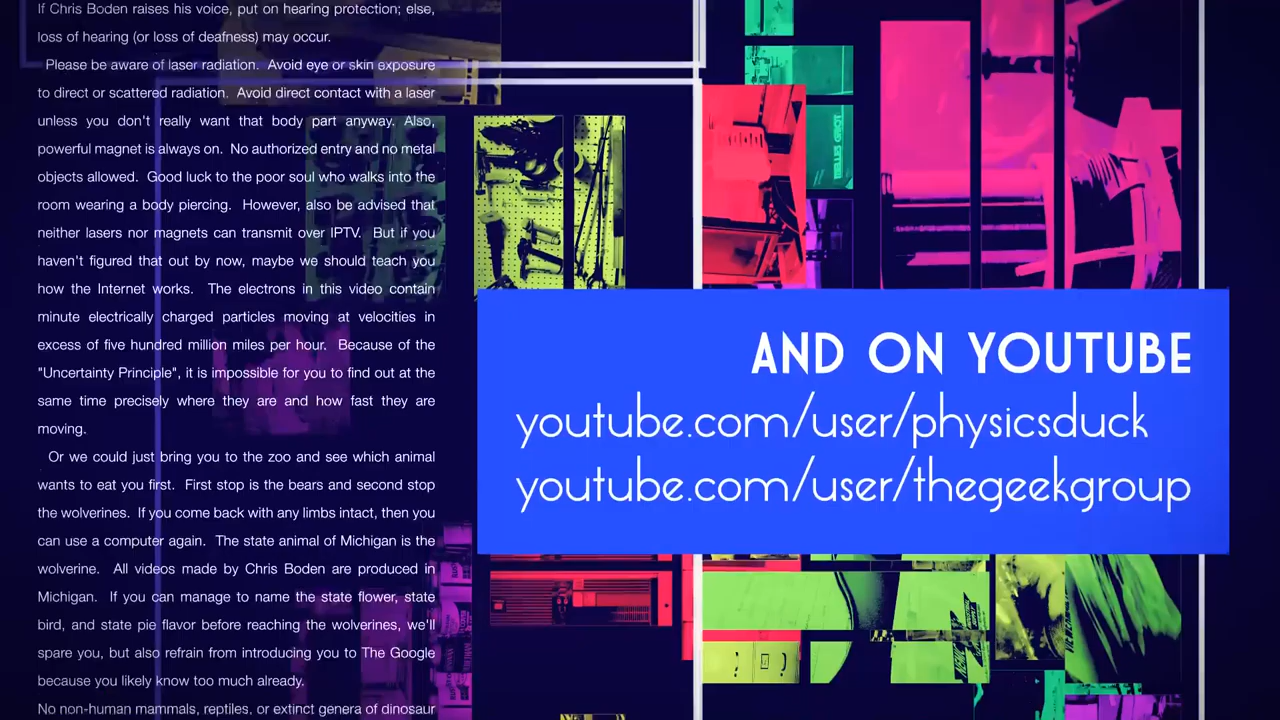 If Chris Boden raises his voice, put on hearing protection; else,
loss of hearing (or loss of deafness) may occur.
Please be aware of laser radiation. Avoid eye or skin exposure
to direct or scattered radiation. Avoid direct contact with a laser
unless you don't really want that body part anyway. Also,
powerful magnet is always on. No authorized entry and no metal
objects allowed. Good luck to the poor soul who walks into the
room wearing a body piercing. However, also be advised that
neither lasers nor magnets can transmit over IPTV. But if you
haven't figured that out by now, maybe we should teach you
how the Internet works. The electrons in this video contain
minute electrically charged particles moving at velocities in
excess of five hundred million miles per hour. Because of the
"Uncertainty Principle", it is impossible for you to find out at the
same time precisely where they are and how fast they are
moving.
Or we could just bring you to the zoo and see which animal
wants to eat you first. First stop is the bears and second stop
the wolverines. If you come back with any limbs intact, then you
can use a computer again. The state animal of Michigan is the
wolverine. All videos made by Chris Boden are produced in
Michigan. If you can manage to name the state flower, state
bird, and state pie flavor before reaching the wolverines, we'll
spare you, but also refrain from introducing you to The Google
because you likely know too much already.
No non-human mammals, reptiles, or extinct genera of dinosaur
AND ON YOUTUBE
youtube.com/user/physicsduck
youtube.com/user/thegeekgroup